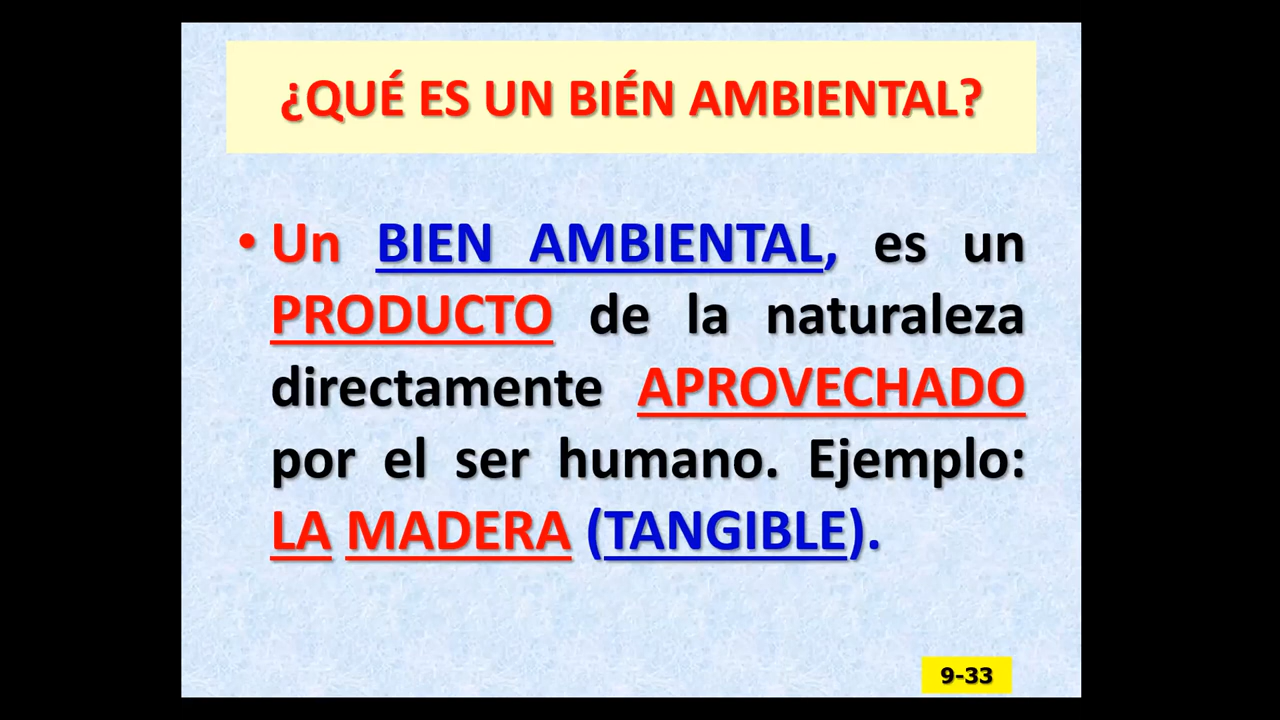 ¿QUÉ ES UN BIÉN AMBIENTAL?
• Un BIEN AMBIENTAL, es un
PRODUCTO de la naturaleza
directamente APROVECHADO
por el ser humano. Ejemplo:
LA MADERA (TANGIBLE).
9-33